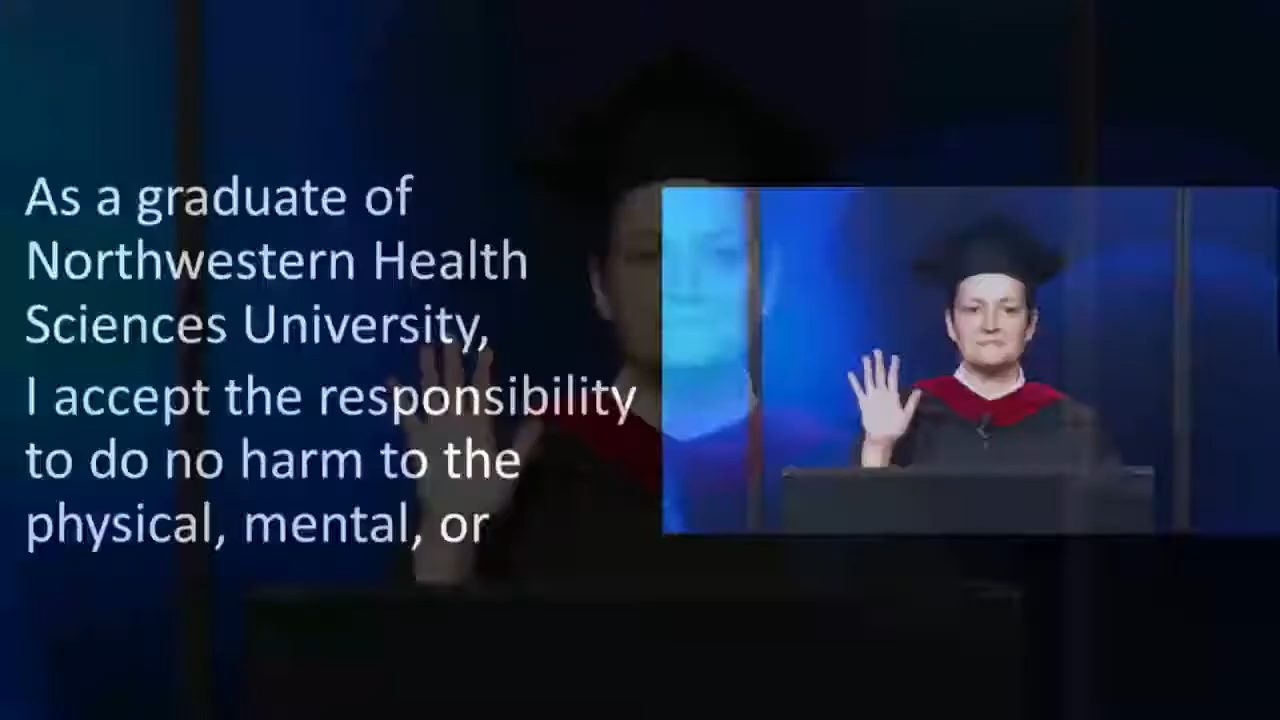 As a graduate of
Northwestern Health
Sciences University,
I accept the responsibility
to do no harm to the
physical, mental, or